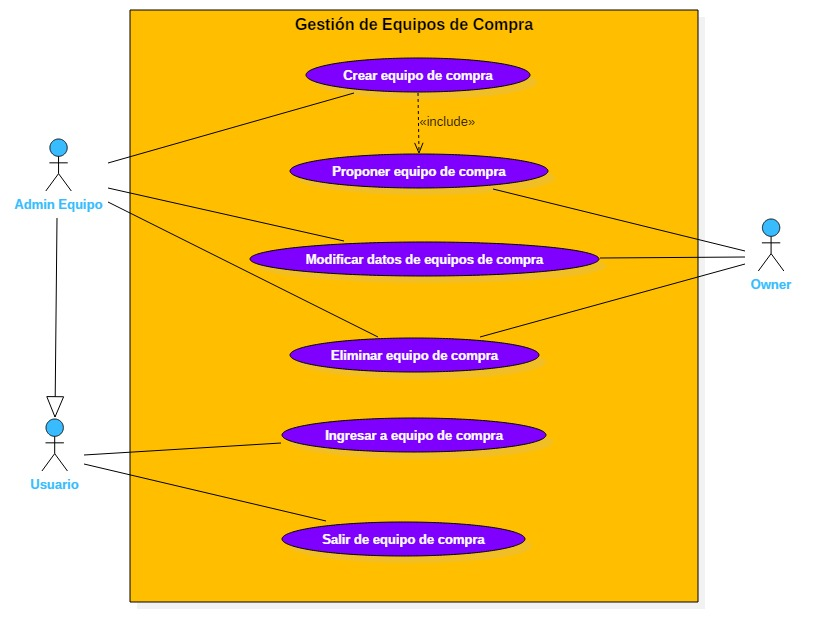 Gestión de Equipos de Compra
Crear equipo de compra
«include»
Proponer equipo de compra
Admin Equipo
Modificar datos de equipos de compra
Owner
Eliminar equipo de compra
Ingresar a equipo de compra
Usuario
Salir de equipo de compra